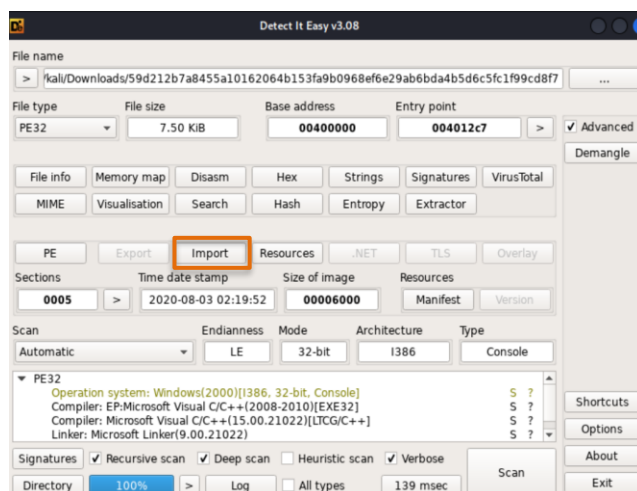 Detect It Easy v3.08
File name
> /kali/Downloads/59d212b7a8455a10162064b153fa9b0968ef6e29ab6bda4b5d6c5fc1f99cd8f7 ...
File type File size Base address Entry point
PE32 7.50 KiB 00400000 004012c7 > Advanced
Demangle
File info Memory map Disasm Hex Strings Signatures VirusTotal
MIME Visualisation Search Hash Entropy Extractor
PE Export Import Resources .NET TLS Overlay
Sections Time date stamp Size of image Resources
0005 > 2020-08-03 02:19:52 00006000 Manifest Version
Scan Endianness Mode Architecture Type
Automatic LE 32-bit I386 Console
PE32
Operation system: Windows(2000)[I386, 32-bit, Console] S ?
Compiler: EP:Microsoft Visual C/C++(2008-2010)[EXE32] S ?
Compiler: Microsoft Visual C/C++(15.00.21022)[LTCG/C++] S ?
Linker: Microsoft Linker(9.00.21022) S ?
Shortcuts
Options
Signatures Recursive scan Deep scan Heuristic scan Verbose Scan About
Directory 100% > Log All types 139 msec Exit